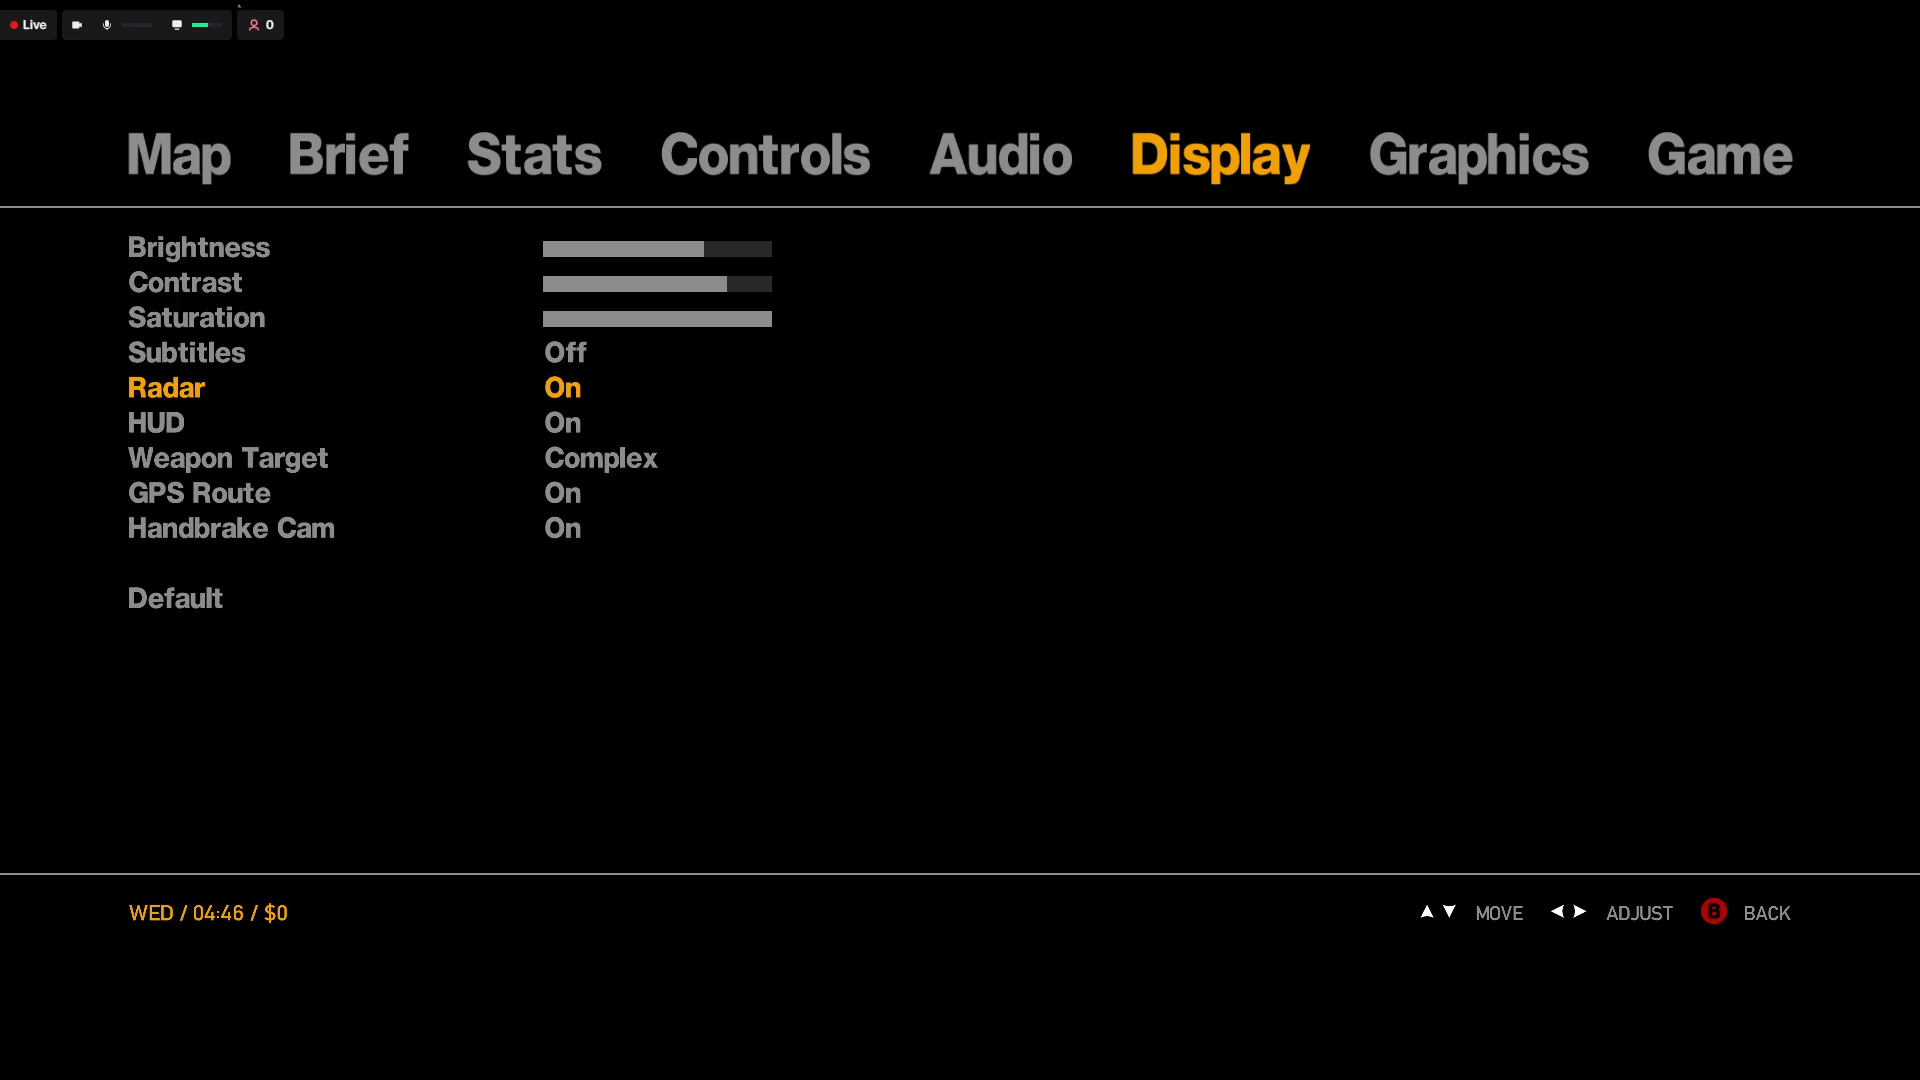 Live 0
Map Brief Stats Controls Audio Display Graphics Game
Brightness
Contrast
Saturation
Subtitles Off
Radar On
HUD On
Weapon Target Complex
GPS Route On
Handbrake Cam On
Default
WED / 04:46 / $0 MOVE ADJUST B BACK